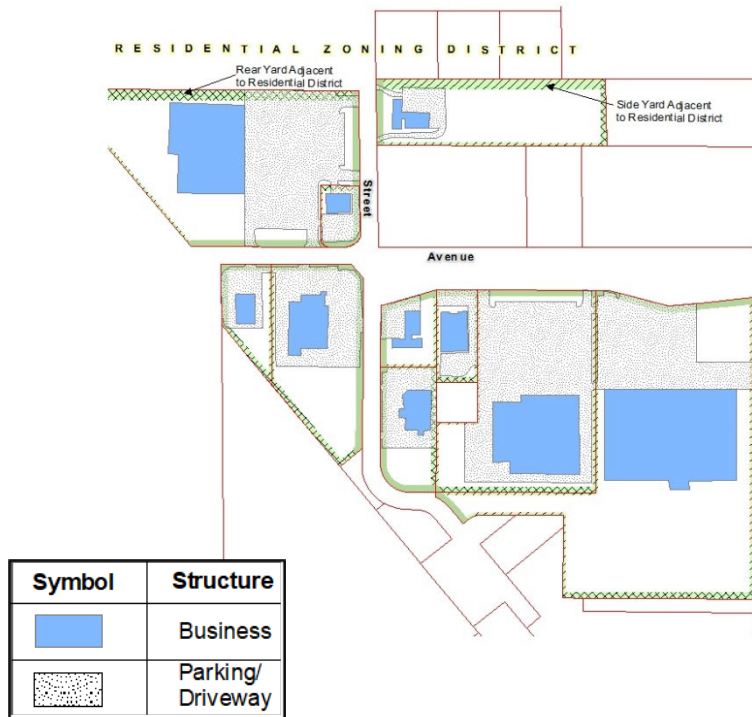 RESIDENTIAL ZONING DISTRICT
Rear Yard Adjacent
to Residential District
Side Yard Adjacent
to Residential District
Street
Avenue
Symbol Structure
Business
Parking/
Driveway